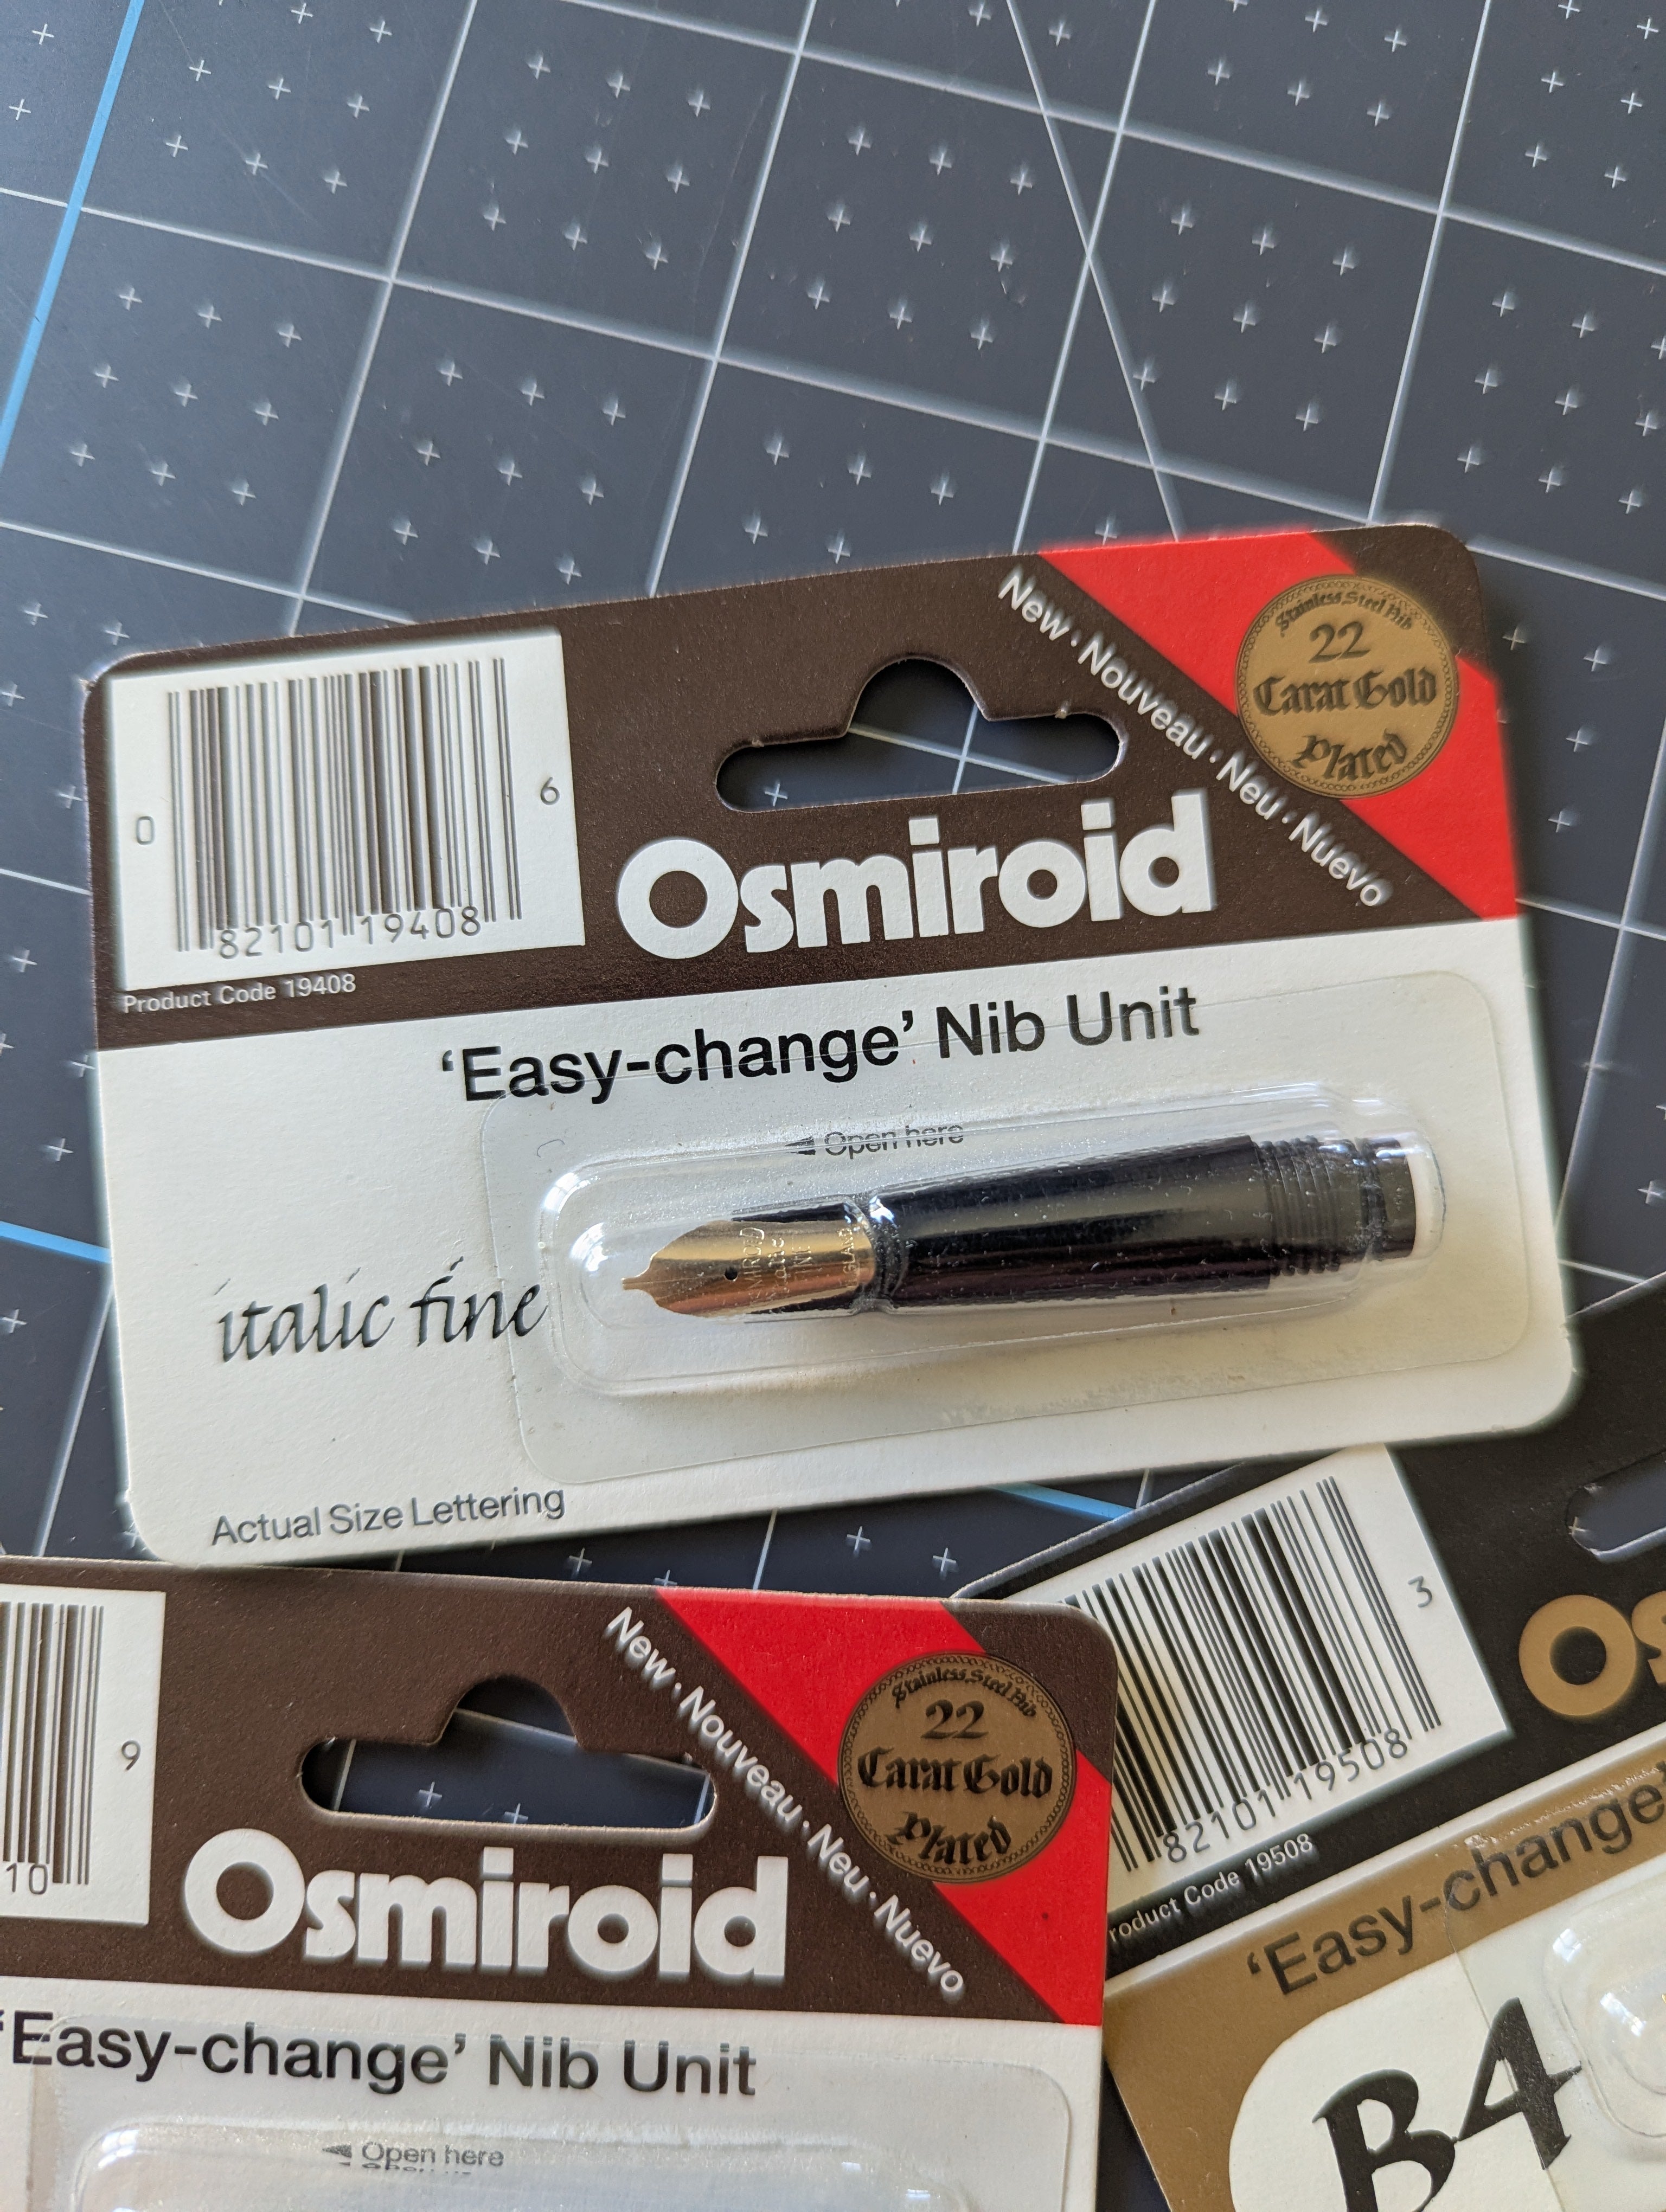 New · Nouveau · Neu · Nuevo
Stainless Steel Nib
22
Carat Gold
Plated
0
6
82101 19408
Product Code 19408
Osmiroid
‘Easy-change’ Nib Unit
Open here
italic fine
Actual Size Lettering
9
10
New · Nouveau · Neu · Nuevo
Stainless Steel Nib
22
Carat Gold
Plated
Osmiroid
‘Easy-change’ Nib Unit
Open here
3
82101 19508
roduct Code 19508
Os
‘Easy-change’
B4